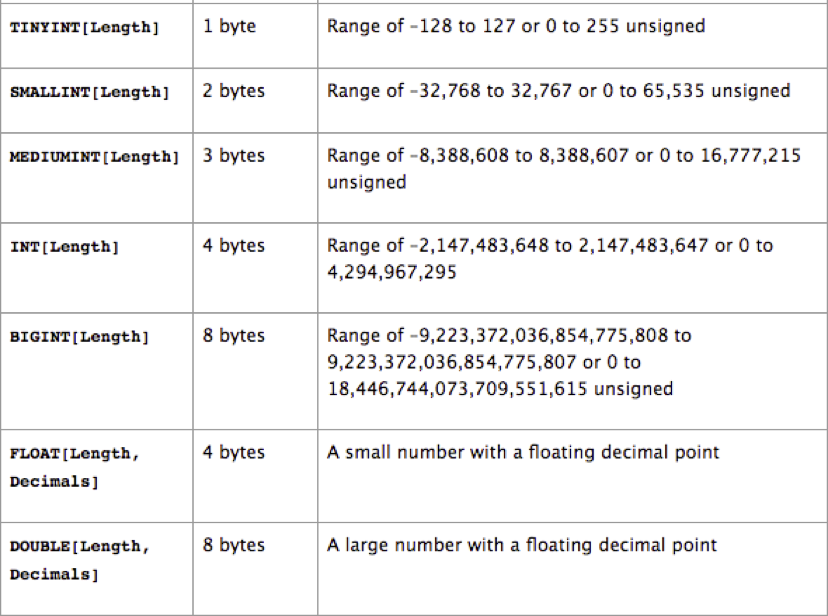 TINYINT[Length] 1 byte Range of –128 to 127 or 0 to 255 unsigned
SMALLINT[Length] 2 bytes Range of –32,768 to 32,767 or 0 to 65,535 unsigned
MEDIUMINT[Length] 3 bytes Range of –8,388,608 to 8,388,607 or 0 to 16,777,215
unsigned
INT[Length] 4 bytes Range of –2,147,483,648 to 2,147,483,647 or 0 to
4,294,967,295
BIGINT[Length] 8 bytes Range of –9,223,372,036,854,775,808 to
9,223,372,036,854,775,807 or 0 to
18,446,744,073,709,551,615 unsigned
FLOAT[Length, 4 bytes A small number with a floating decimal point
Decimals]
DOUBLE[Length, 8 bytes A large number with a floating decimal point
Decimals]